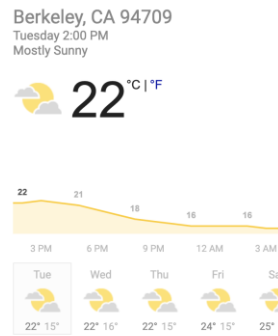 Berkeley, CA 94709
Tuesday 2:00 PM
Mostly Sunny
22 °C | °F
22 21 18 16 16
3 PM 6 PM 9 PM 12 AM 3 AM
Tue Wed Thu Fri Sa
22° 15° 22° 16° 22° 15° 24° 15° 25°